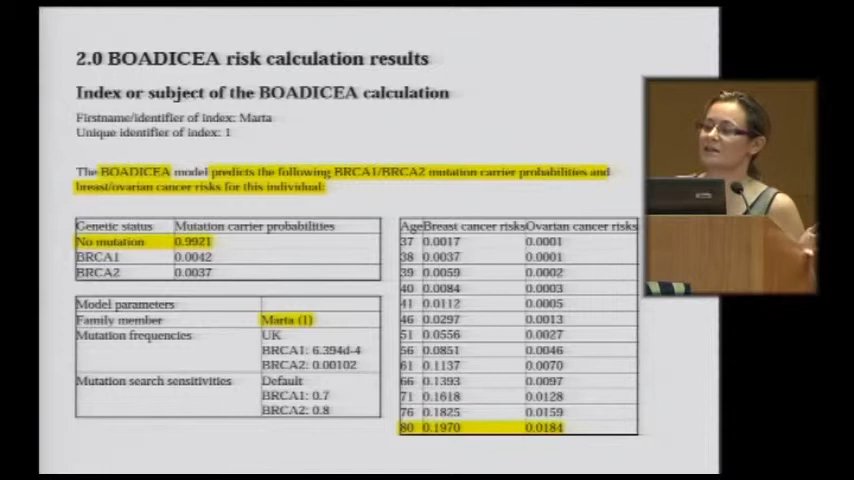 2.0 BOADICEA risk calculation results
Index or subject of the BOADICEA calculation
Firstname/identifier of index: Marta
Unique identifier of index: 1
The BOADICEA model predicts the following BRCA1/BRCA2 mutation carrier probabilities and
breast/ovarian cancer risks for this individual:
Genetic status Mutation carrier probabilities
No mutation 0.9921
BRCA1 0.0042
BRCA2 0.0037
Model parameters
Family member Marta (1)
Mutation frequencies UK
BRCA1: 6.394d-4
BRCA2: 0.00102
Mutation search sensitivities Default
BRCA1: 0.7
BRCA2: 0.8
Age Breast cancer risks Ovarian cancer risks
37 0.0017 0.0001
38 0.0037 0.0001
39 0.0059 0.0002
40 0.0084 0.0003
41 0.0112 0.0005
46 0.0297 0.0013
51 0.0556 0.0027
56 0.0851 0.0046
61 0.1137 0.0070
66 0.1393 0.0097
71 0.1618 0.0128
76 0.1825 0.0159
80 0.1970 0.0184